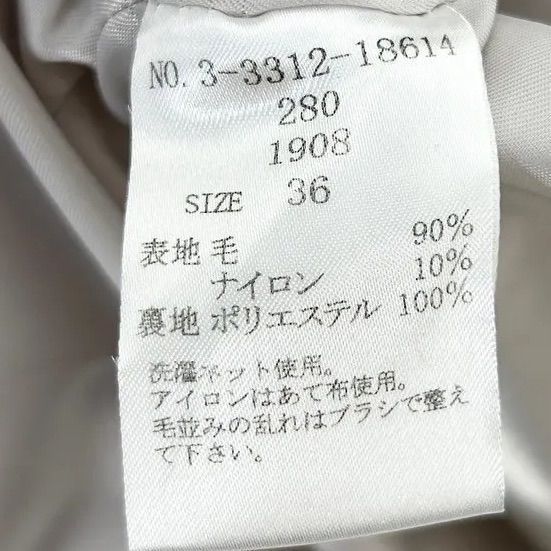 NO. 3-3312-18614
280
1908
SIZE 36
表地 毛 90%
ナイロン 10%
裏地 ポリエステル 100%
洗濯ネット使用。
アイロンはあて布使用。
毛並みの乱れはブラシで整え
て下さい。